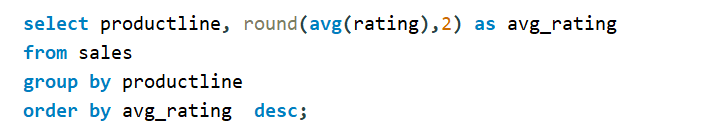 select productline, round(avg(rating),2) as avg_rating
from sales
group by productline
order by avg_rating  desc;